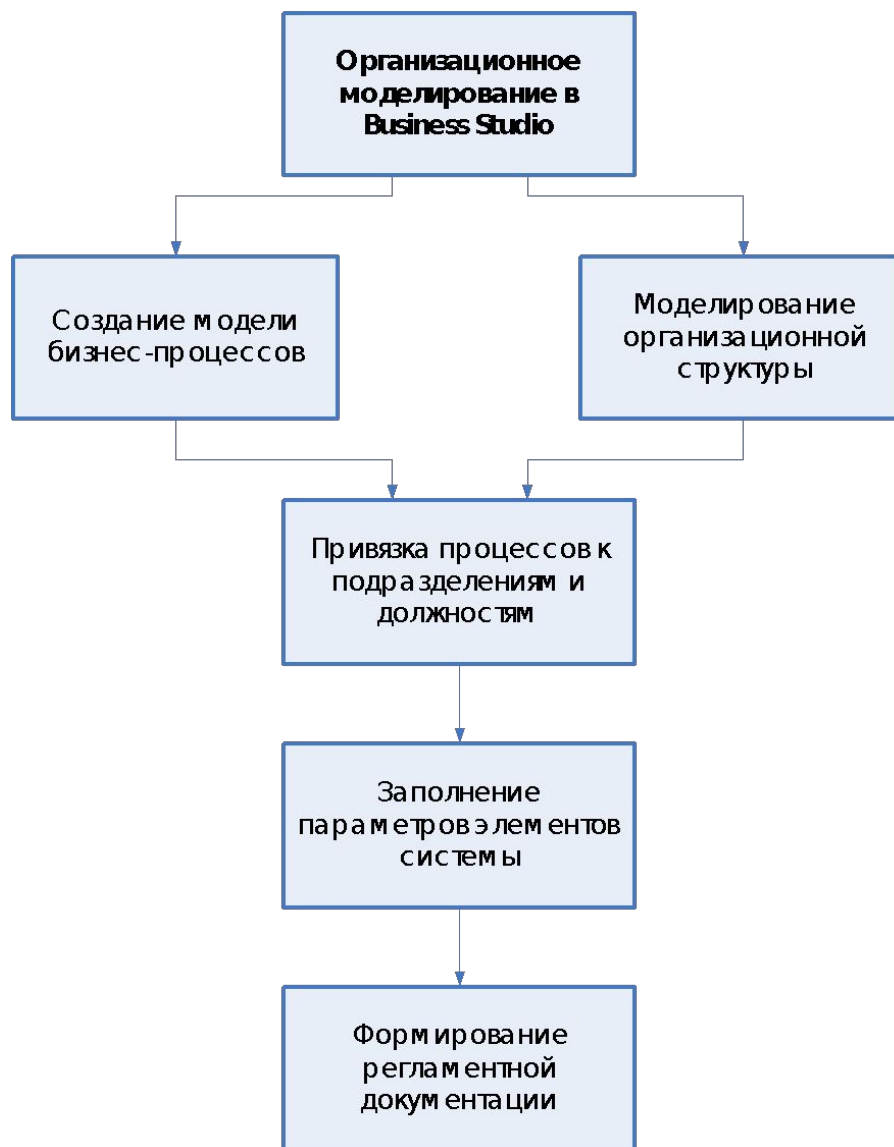 Организационное
моделирование в
Business Studio
Создание модели
бизнес-процессов
Моделирование
организационной
структуры
Привязка процессов к
подразделениям и
должностям
Заполнение
параметров элементов
системы
Формирование
регламентной
документации